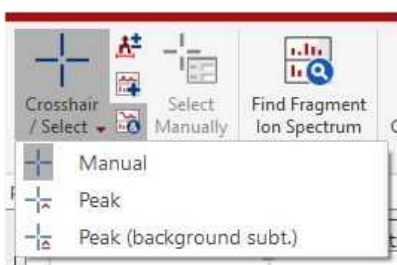 Crosshair
/ Select
Select
Manually
Find Fragment
Ion Spectrum
Manual
Peak
Peak (background subt.)